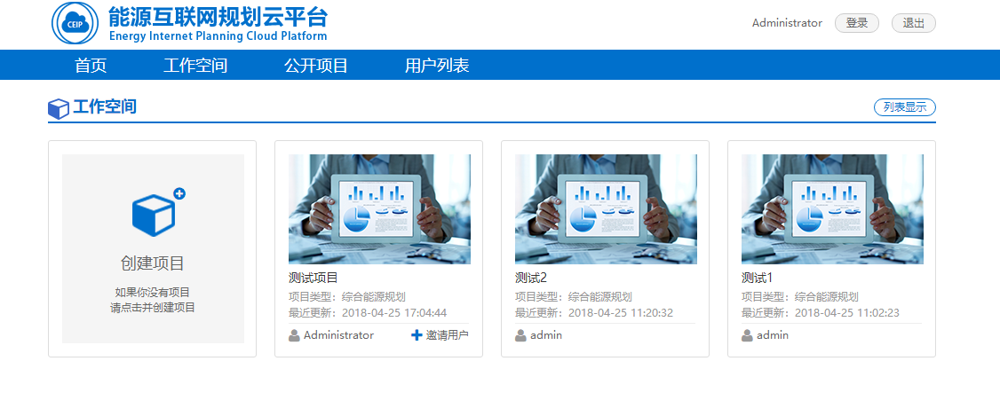 CEIP
能源互联网规划云平台
Energy Internet Planning Cloud Platform
Administrator 登录 退出
首页 工作空间 公开项目 用户列表
工作空间 列表显示
创建项目
如果你没有项目
请点击并创建项目
测试项目
项目类型：综合能源规划
最近更新：2018-04-25 17:04:44
Administrator 邀请用户
测试2
项目类型：综合能源规划
最近更新：2018-04-25 11:20:32
admin
测试1
项目类型：综合能源规划
最近更新：2018-04-25 11:02:23
admin